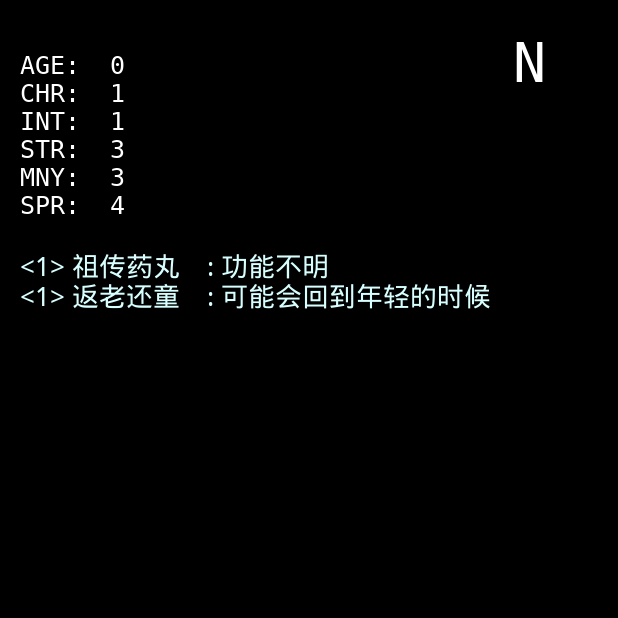 N
AGE: 0
CHR: 1
INT: 1
STR: 3
MNY: 3
SPR: 4
<1> 祖传药丸 : 功能不明
<1> 返老还童 : 可能会回到年轻的时候